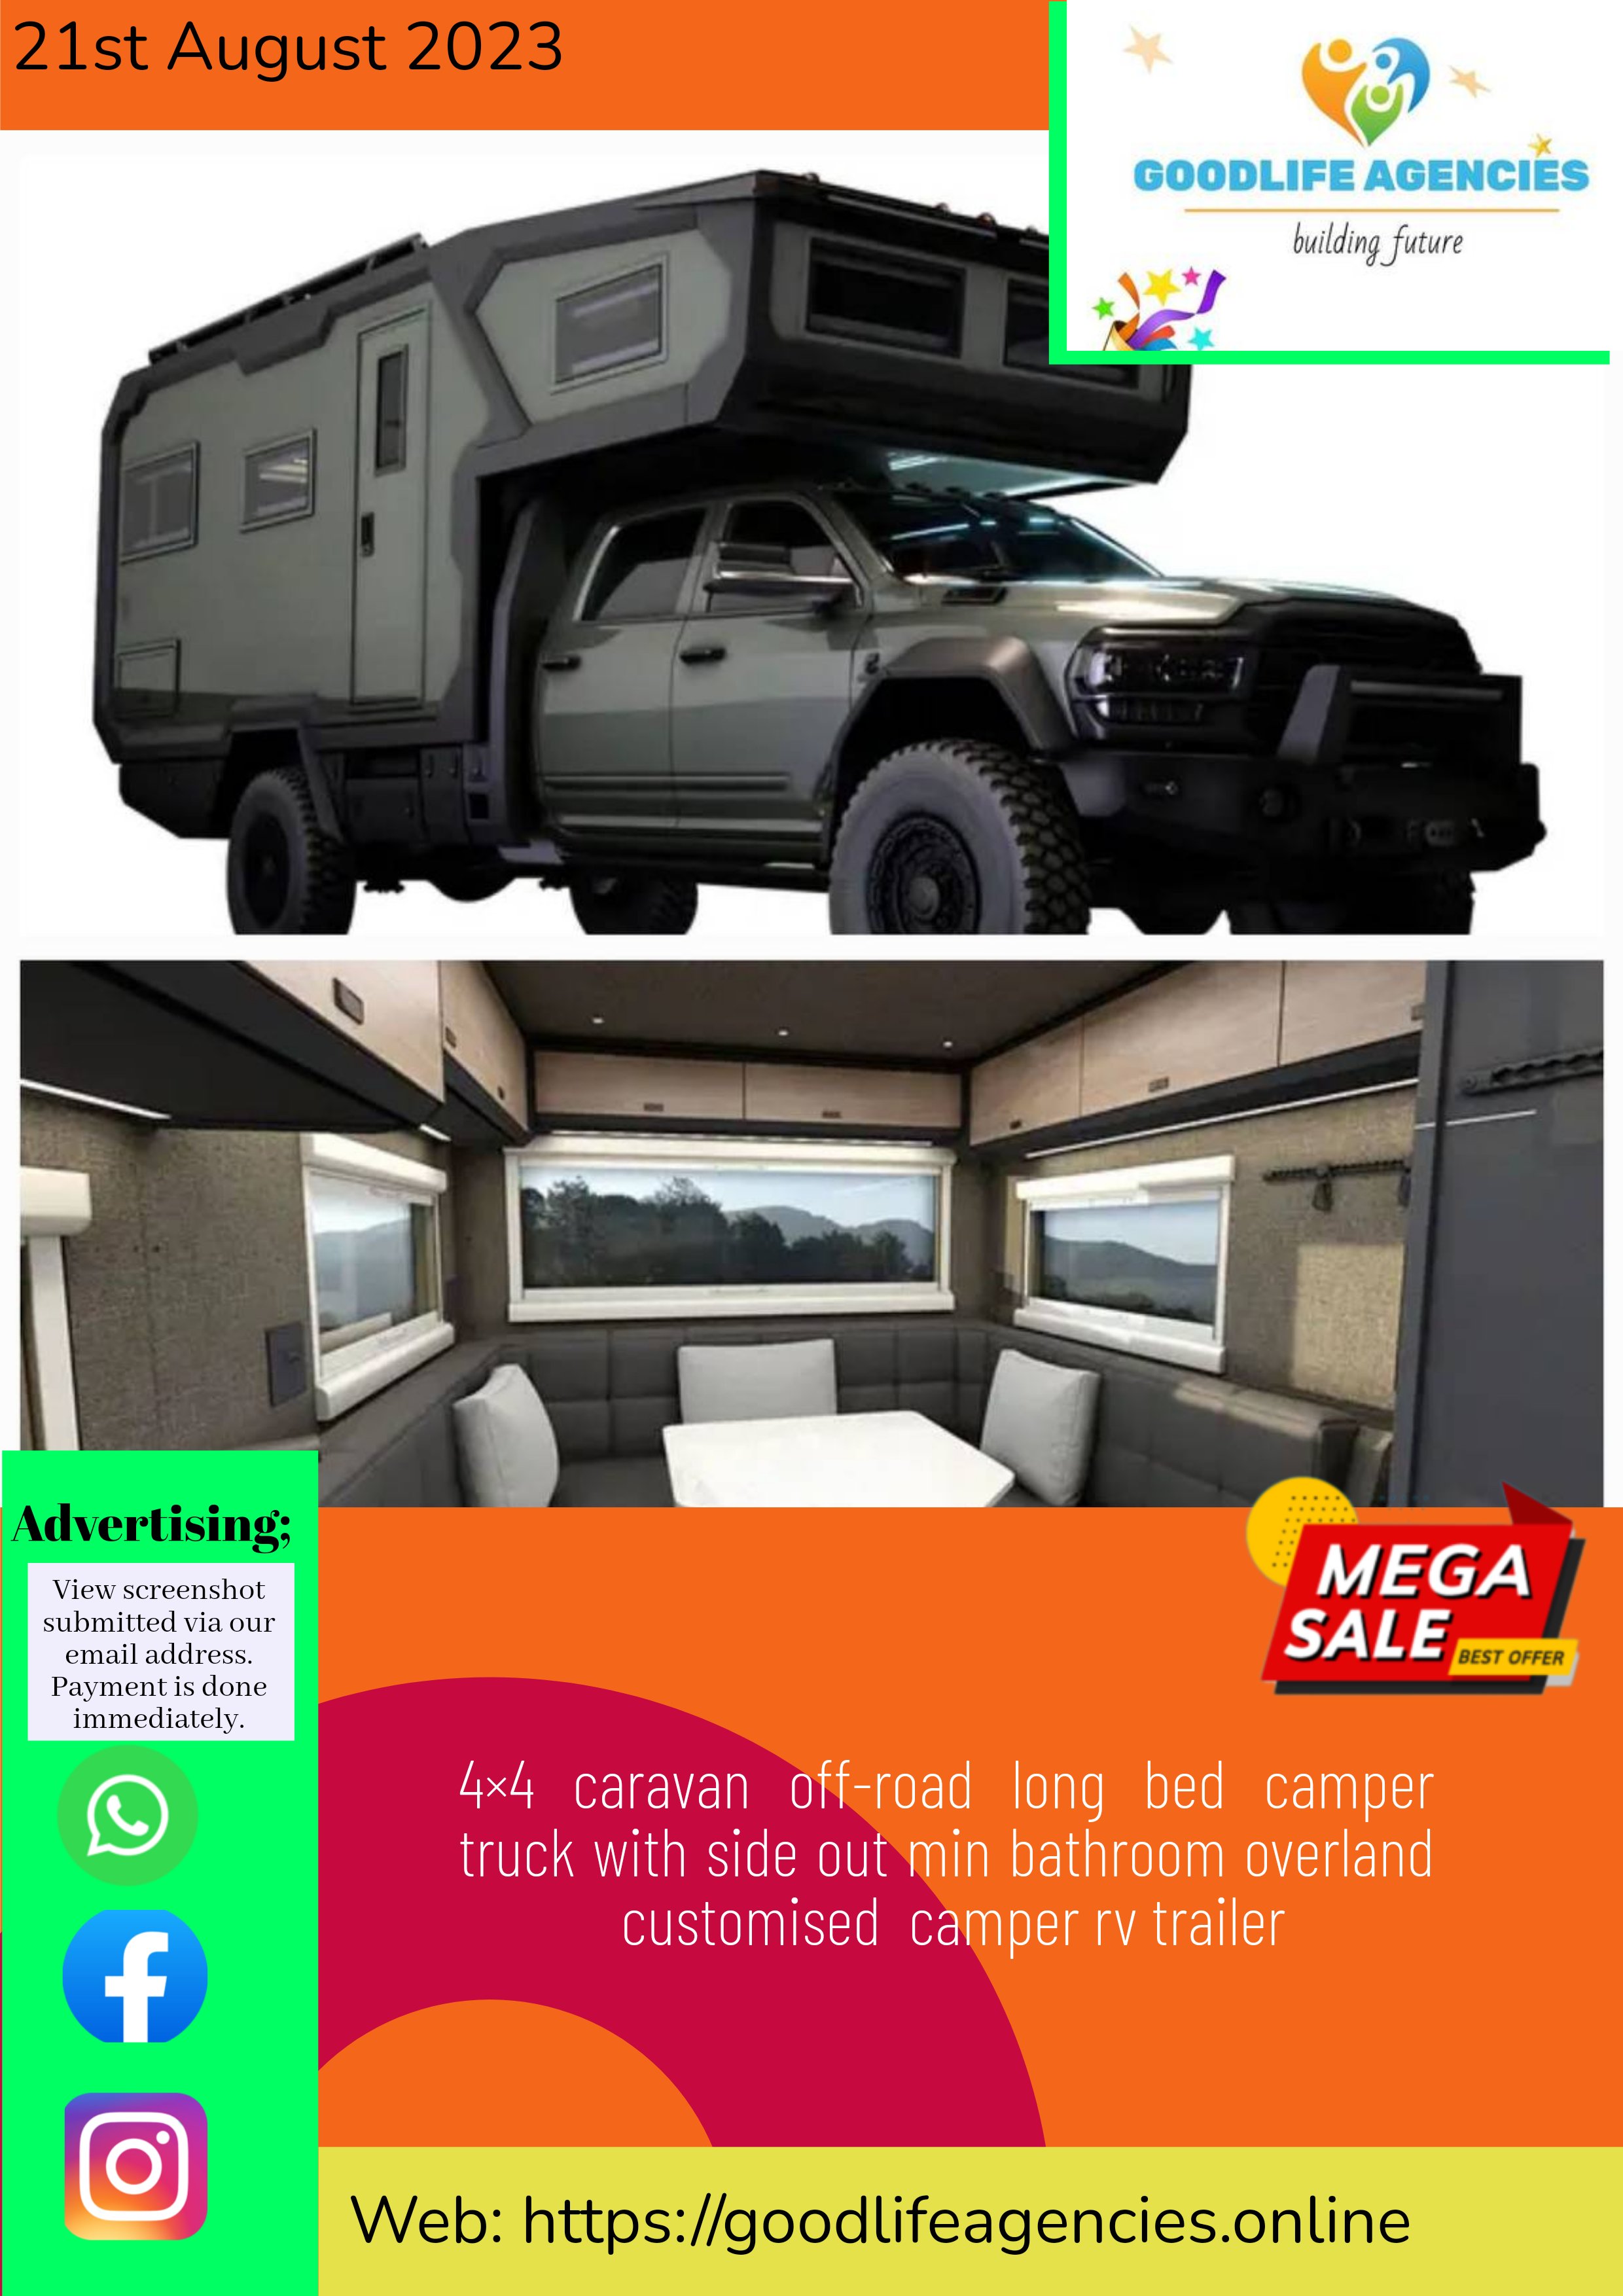 21st August 2023
GOODLIFE AGENCIES
building future
Advertising;
View screenshot
submitted via our
email address.
Payment is done
immediately.
MEGA
SALE
BEST OFFER
4×4 caravan off-road long bed camper
truck with side out min bathroom overland
customised camper rv trailer
Web: https://goodlifeagencies.online